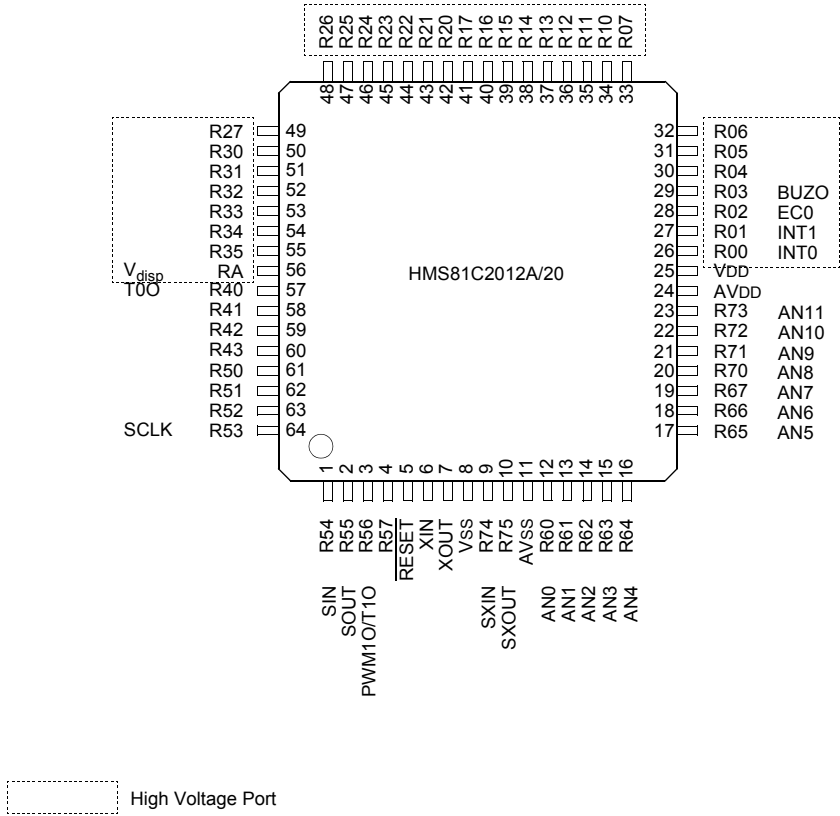 R26 R25 R24 R23 R22 R21 R20 R17 R16 R15 R14 R13 R12 R11 R10 R07
48 47 46 45 44 43 42 41 40 39 38 37 36 35 34 33
R27 49
R30 50
R31 51
R32 52
R33 53
R34 54
R35 55
Vdisp RA 56
T0O R40 57
R41 58
R42 59
R43 60
R50 61
R51 62
R52 63
SCLK R53 64
HMS81C2012A/20
32 R06
31 R05
30 R04
29 R03 BUZO
28 R02 EC0
27 R01 INT1
26 R00 INT0
25 VDD
24 AVDD
23 R73 AN11
22 R72 AN10
21 R71 AN9
20 R70 AN8
19 R67 AN7
18 R66 AN6
17 R65 AN5
1 2 3 4 5 6 7 8 9 10 11 12 13 14 15 16
R54 R55 R56 R57 RESET XIN XOUT VSS R74 R75 AVSS R60 R61 R62 R63 R64
SIN SOUT PWM1O/T1O SXIN SXOUT AN0 AN1 AN2 AN3 AN4
High Voltage Port